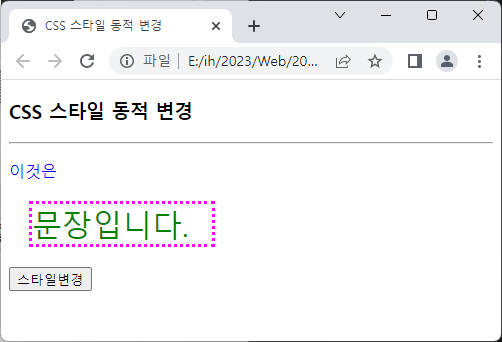 CSS 스타일 동적 변경
파일 E:/ih/2023/Web/20...
CSS 스타일 동적 변경
이것은
문장입니다.
스타일변경